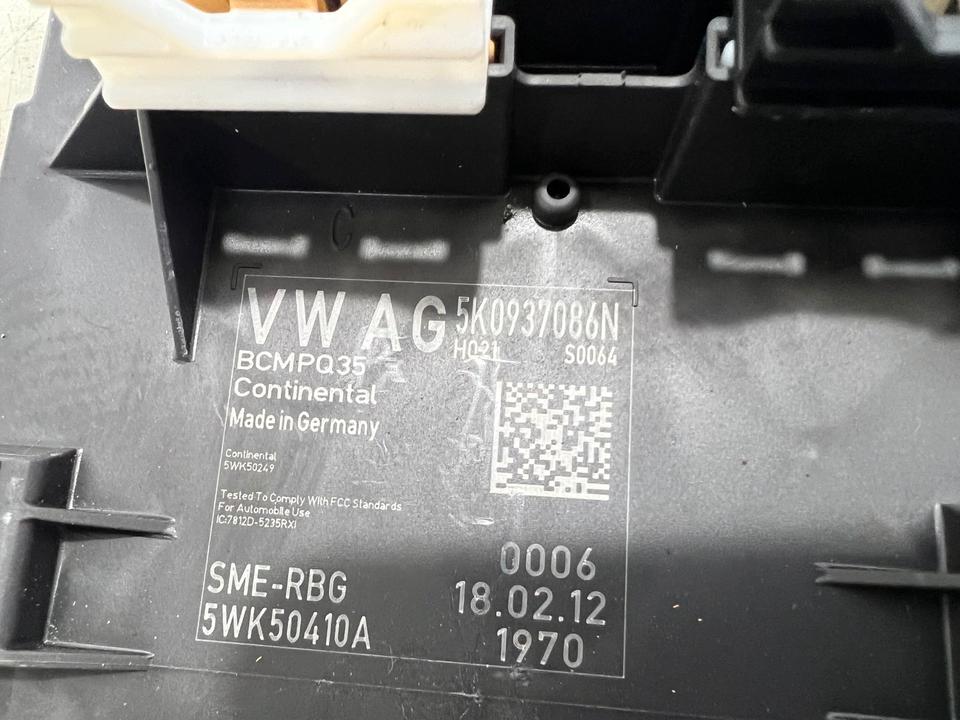 C
VW AG 5K0937086N
H021 S0064
BCMPQ35
Continental
Made in Germany
Continental
5WK50249
Tested To Comply With FCC Standards
For Automobile Use
IC:7812D-5235RXI
0006
SME-RBG 18.02.12
5WK50410A 1970